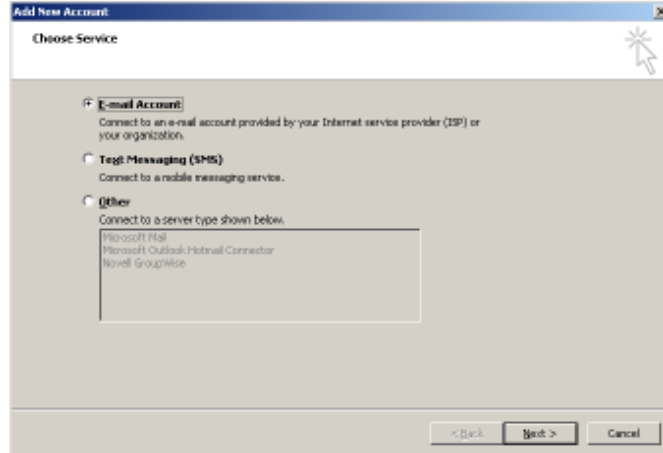 Add New Account
Choose Service
E-mail Account
Connect to an e-mail account provided by your Internet service provider (ISP) or
your organization.
Text Messaging (SMS)
Connect to a mobile messaging service.
Other
Connect to a server type shown below.
Microsoft Mail
Microsoft Outlook Hotmail Connector
Novell GroupWise
< Back
Next >
Cancel